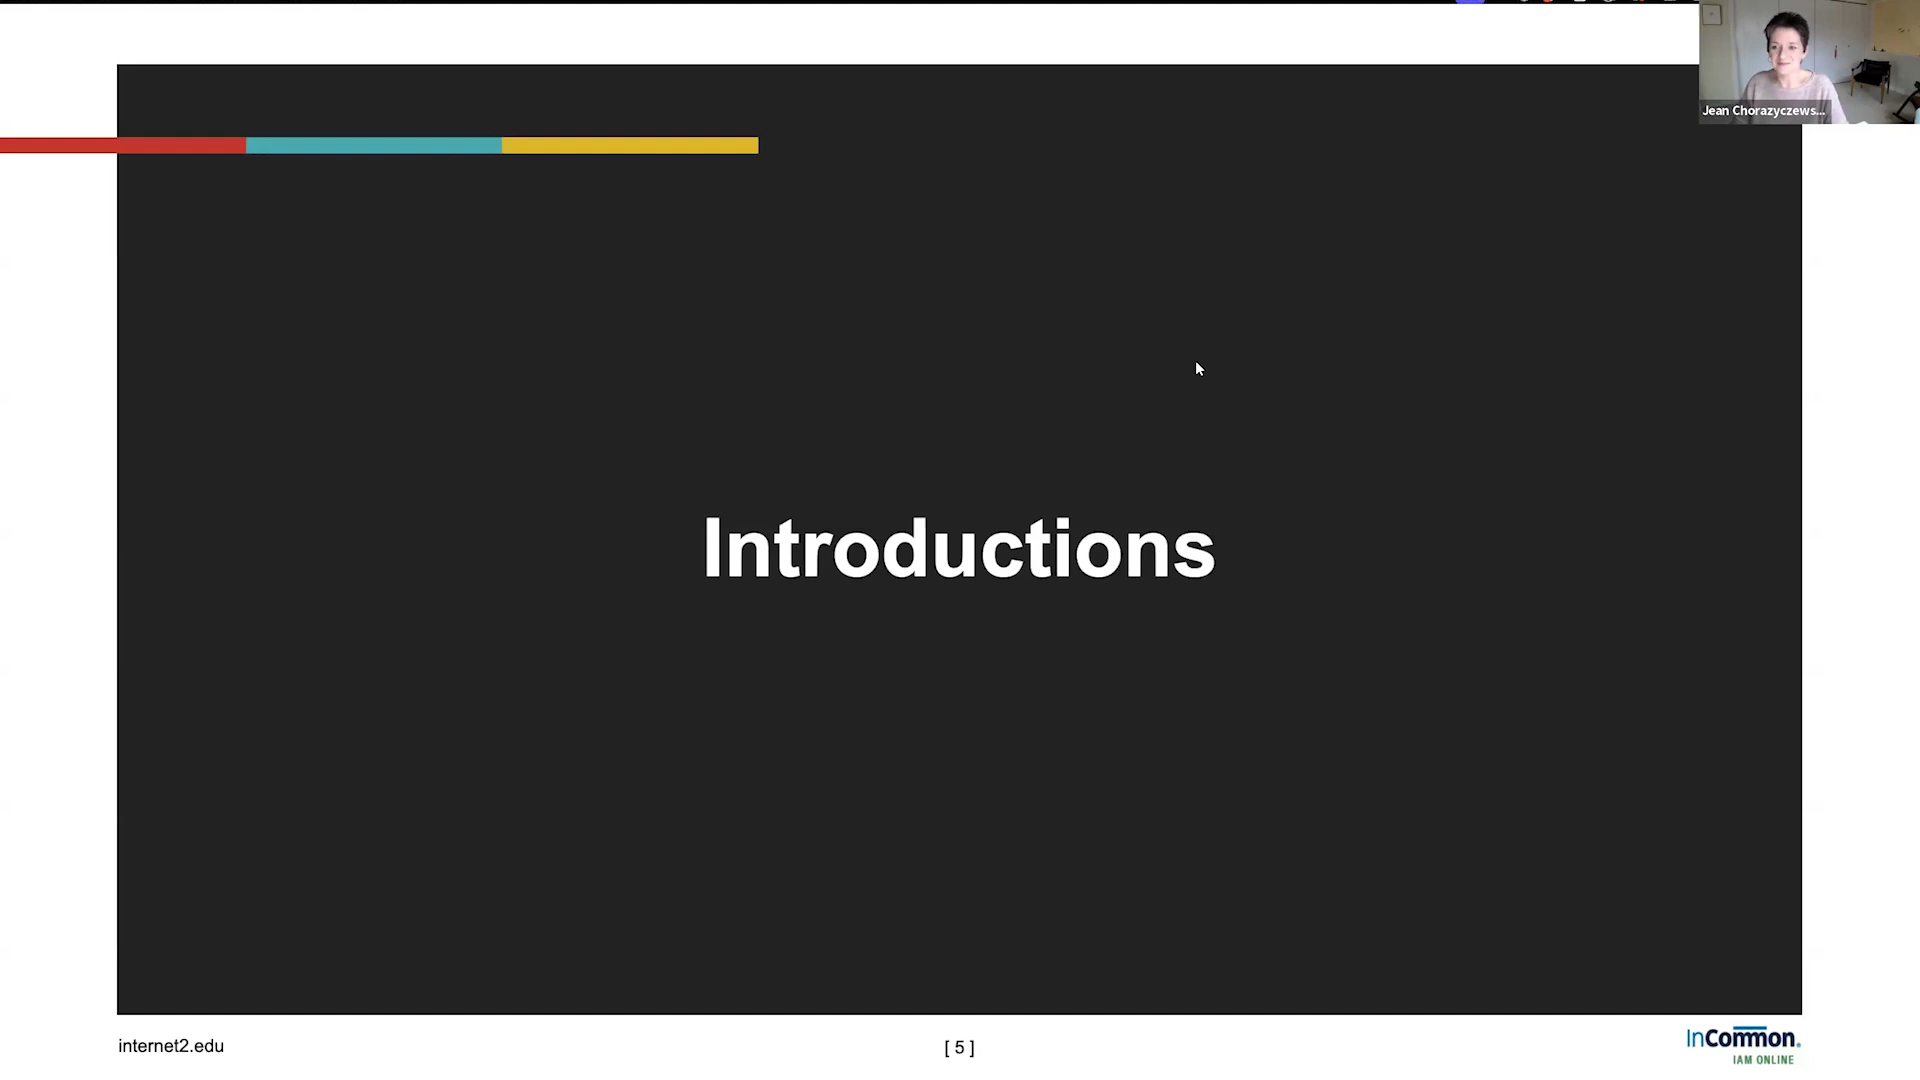 Jean Chorazyczews...
Introductions
internet2.edu
[ 5 ]
InCommon®
IAM ONLINE